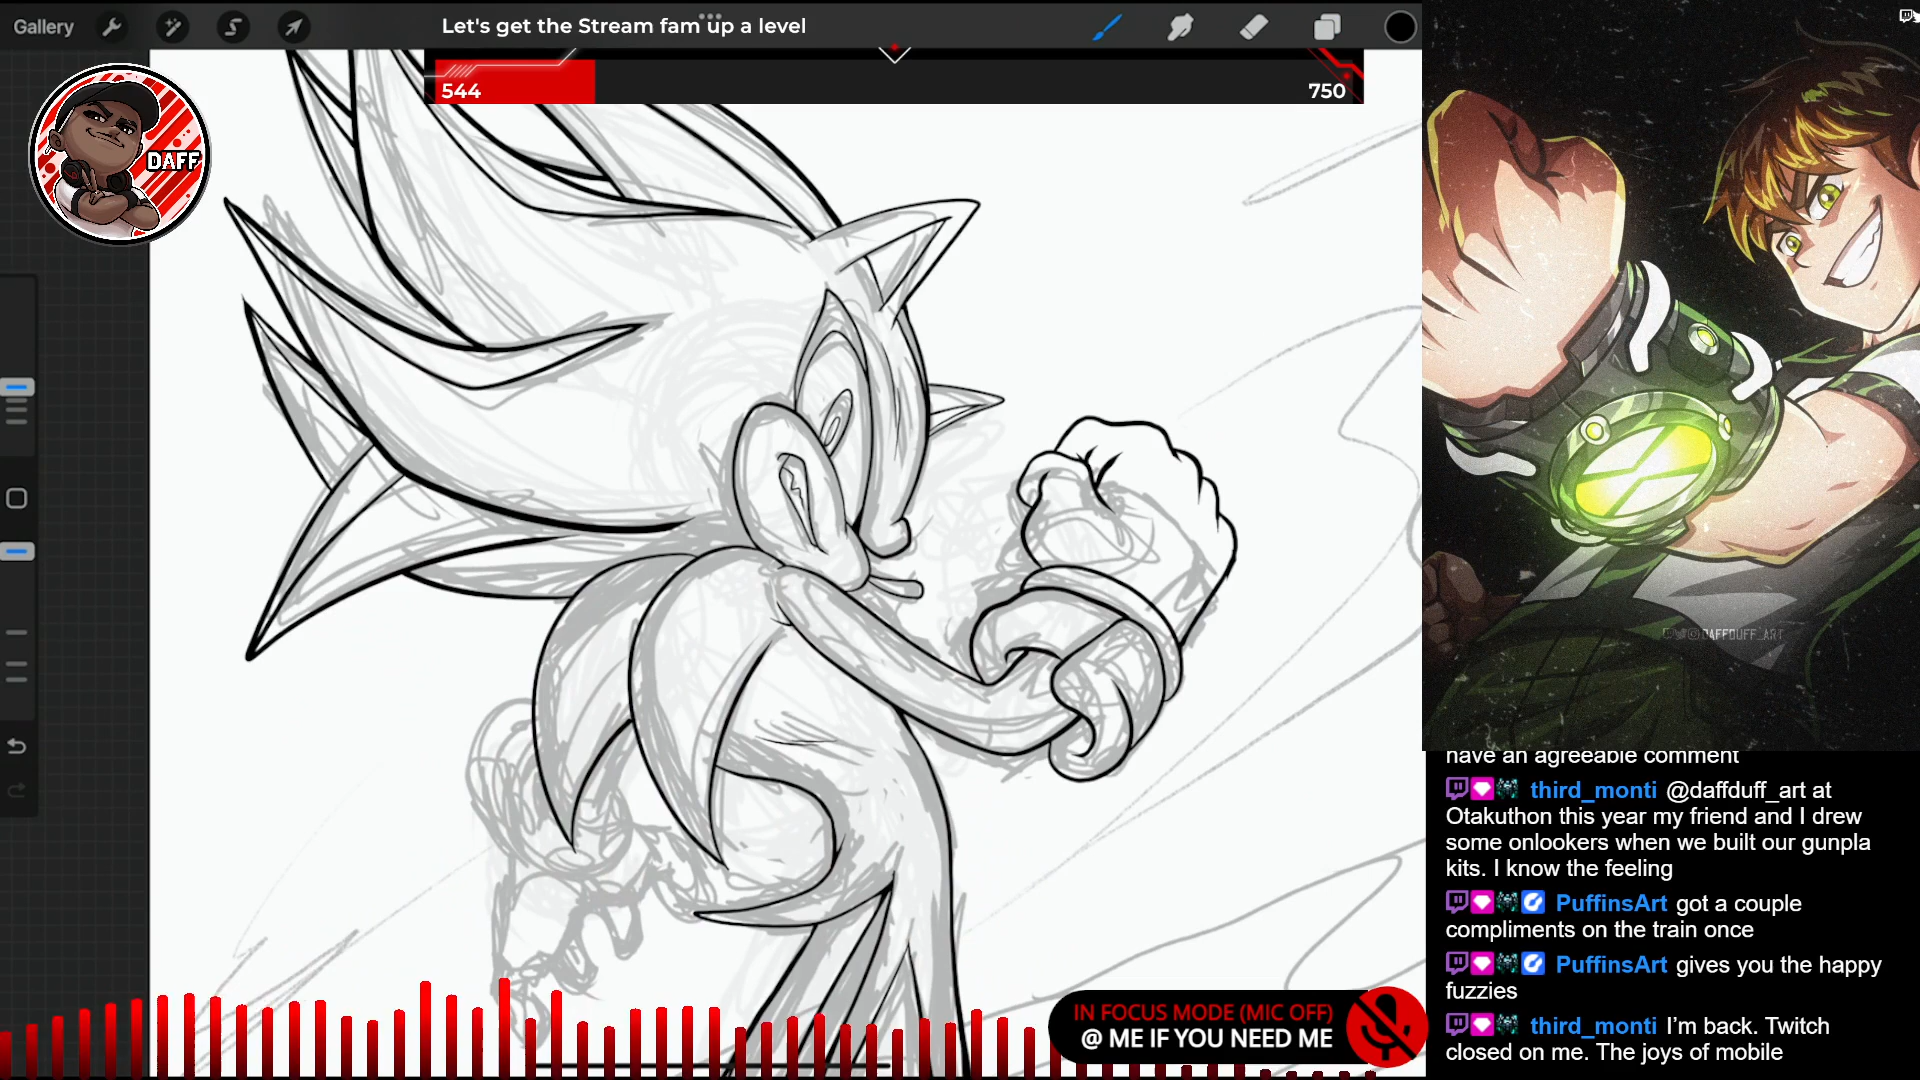 Gallery
Let's get the Stream fam up a level
544
750
DAFF
@DAFFDUFF_ART
have an agreeable comment
third_monti @daffduff_art at
Otakuthon this year my friend and I drew
some onlookers when we built our gunpla
kits. I know the feeling
PuffinsArt got a couple
compliments on the train once
PuffinsArt gives you the happy
fuzzies
third_monti I'm back. Twitch
closed on me. The joys of mobile
IN FOCUS MODE (MIC OFF)
@ ME IF YOU NEED ME